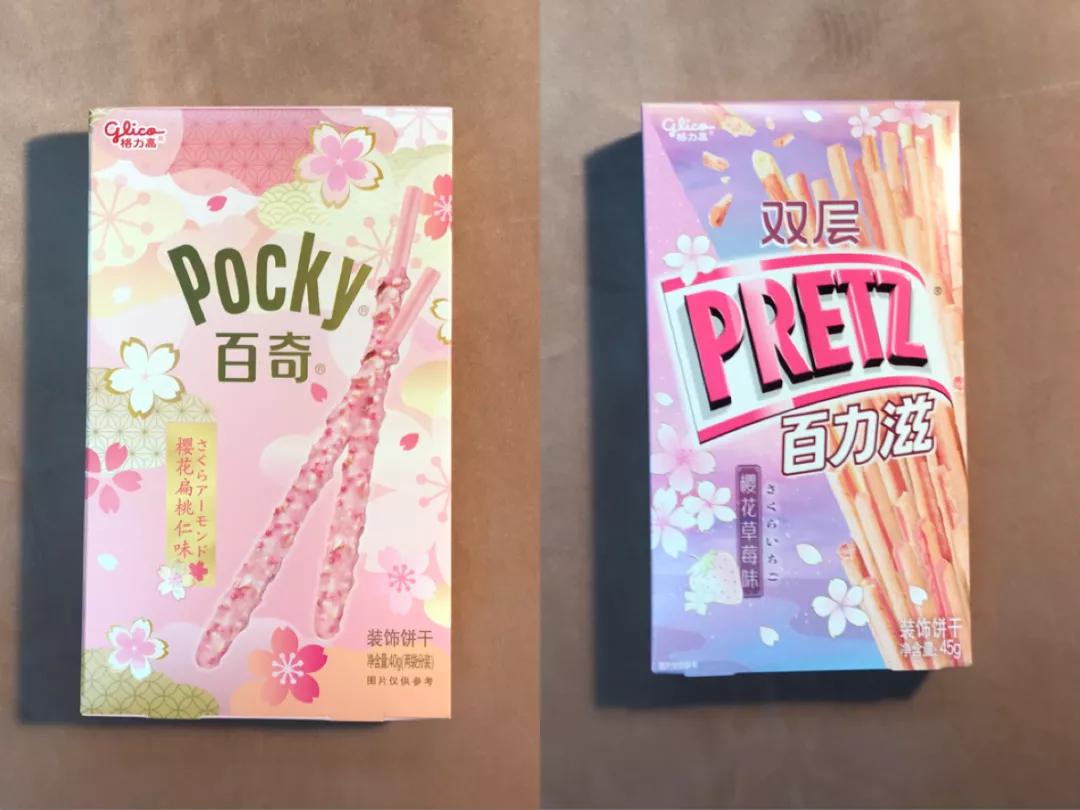 Glico
格力高
Pocky
百奇
さくらアーモンド
樱花扁桃仁味
装饰饼干
净含量:40g(两袋分装)
图片仅供参考
Glico
格力高
双层
PRETZ
百力滋
樱花草莓味
さくらいちご
装饰饼干
净含量: 45g